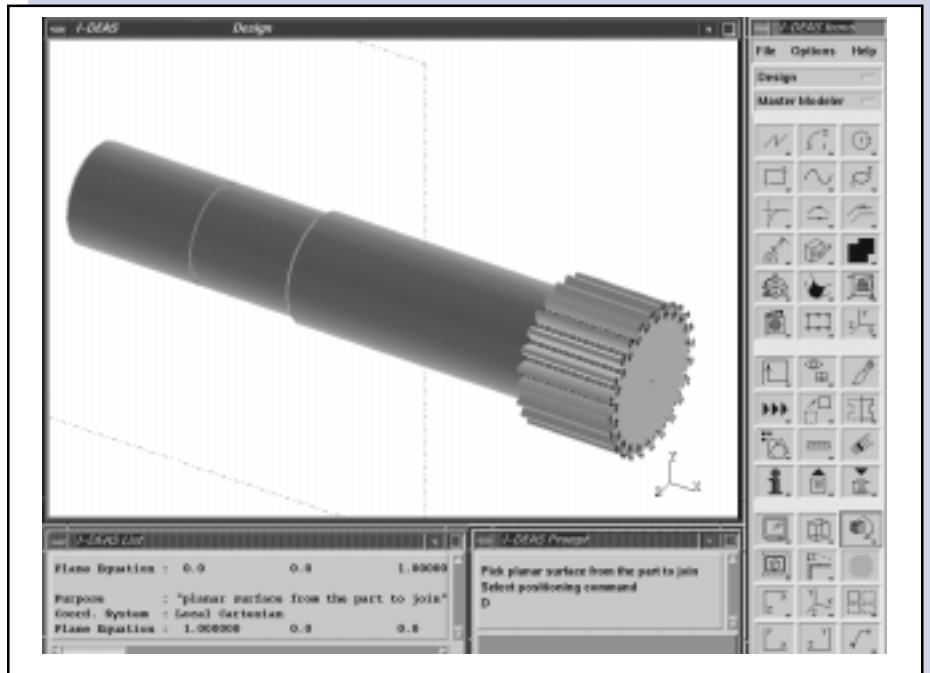 I-DEAS Design
I-DEAS Icons
File Options Help
Design
Master Modeler
Y
Z X
I-DEAS List
Plane Equation : 0.0 0.0 1.00000
Purpose : "planar surface from the part to join"
Coord. System : Local Cartesian
Plane Equation : 1.000000 0.0 0.0
I-DEAS Prompt
Pick planar surface from the part to join
Select positioning command
D